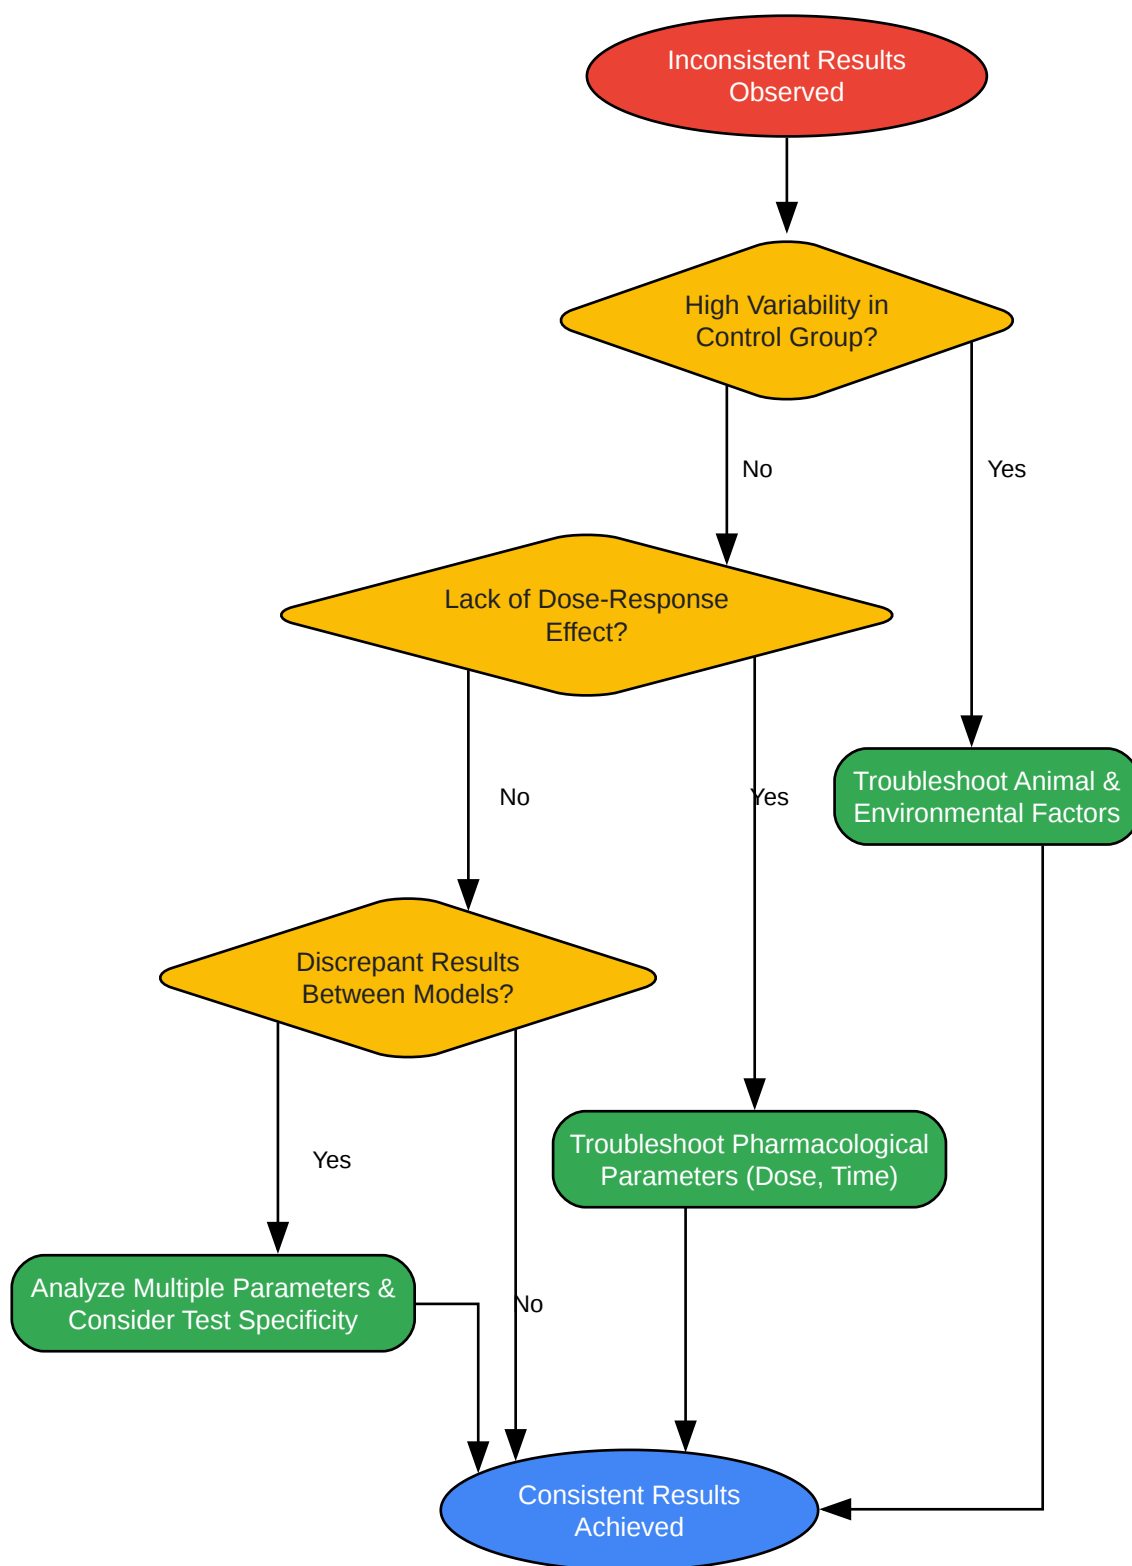 Inconsistent Results
Observed
High Variability in
Control Group?
No
Yes
Lack of Dose-Response
Effect?
No
Yes
Troubleshoot Animal &
Environmental Factors
Discrepant Results
Between Models?
Yes
No
Troubleshoot Pharmacological
Parameters (Dose, Time)
Analyze Multiple Parameters &
Consider Test Specificity
Consistent Results
Achieved